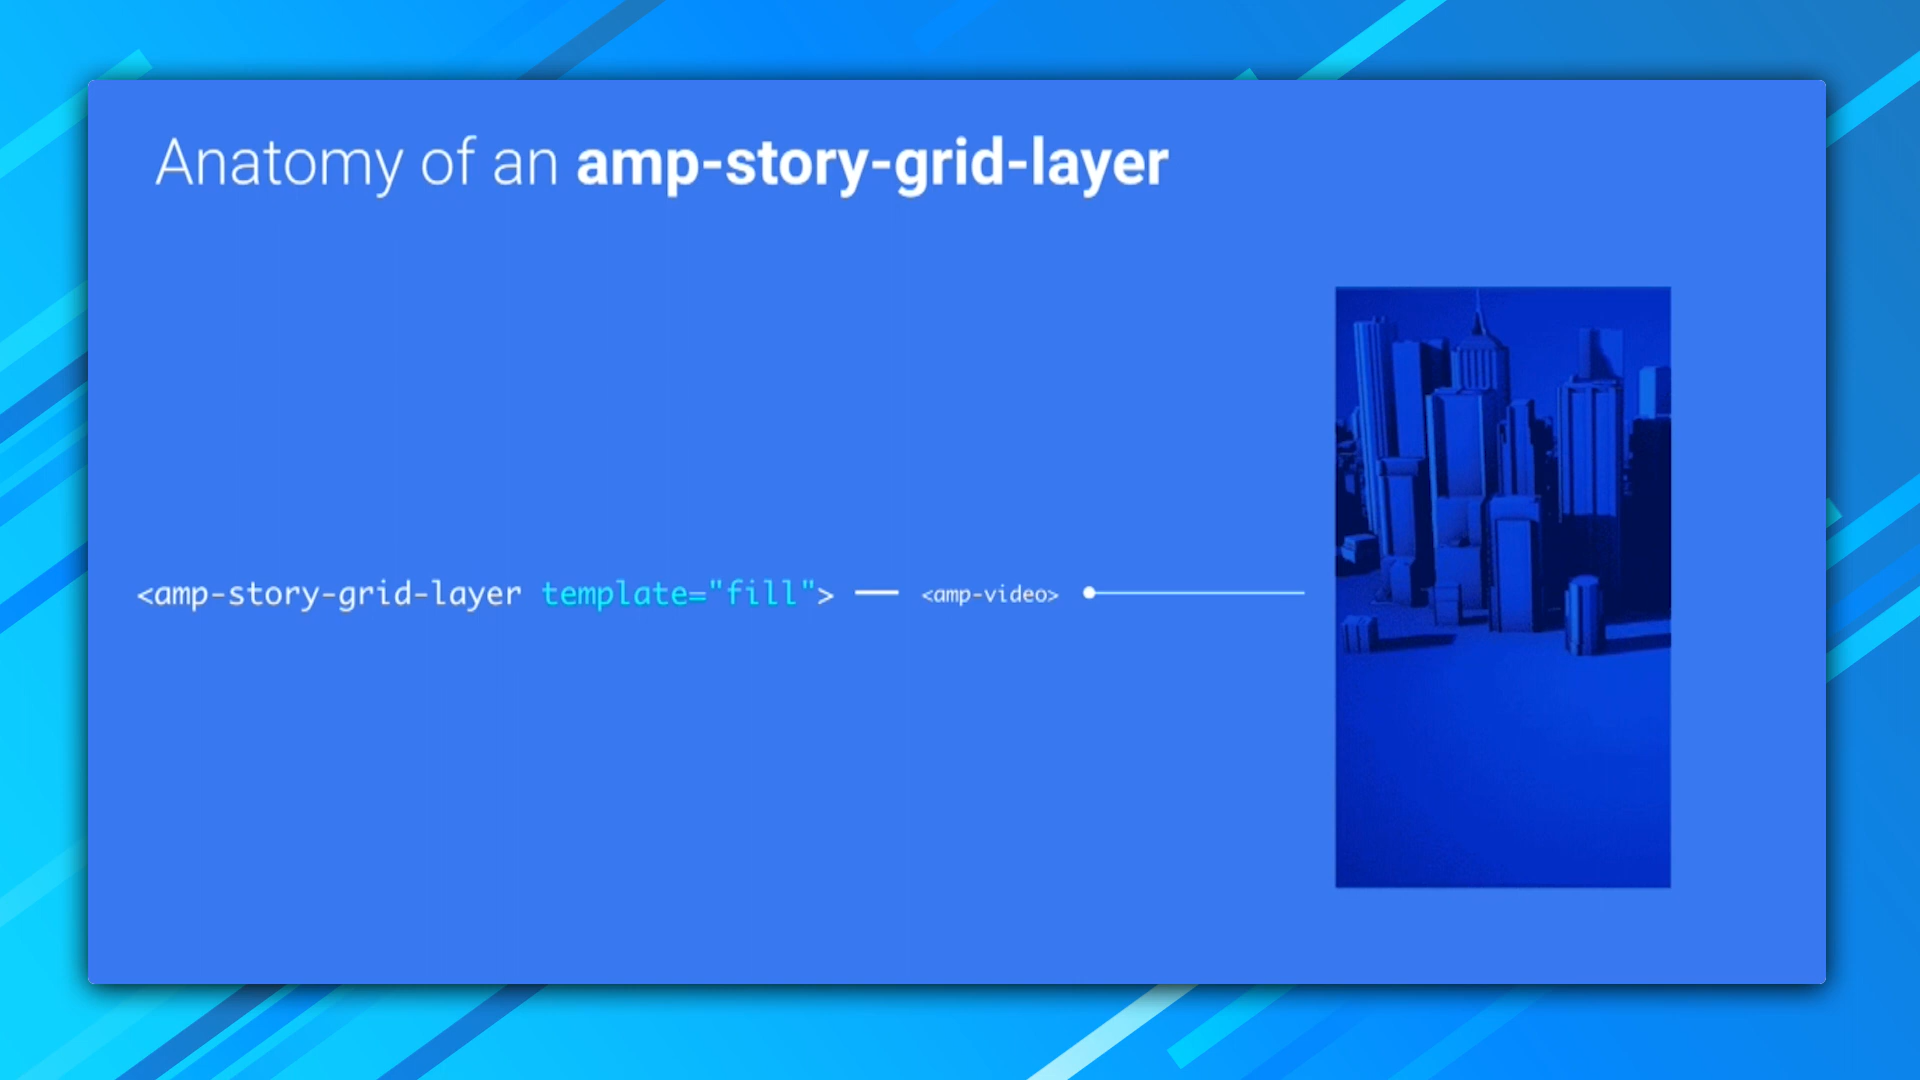 Anatomy of an amp-story-grid-layer
<amp-story-grid-layer template="fill"> <amp-video>